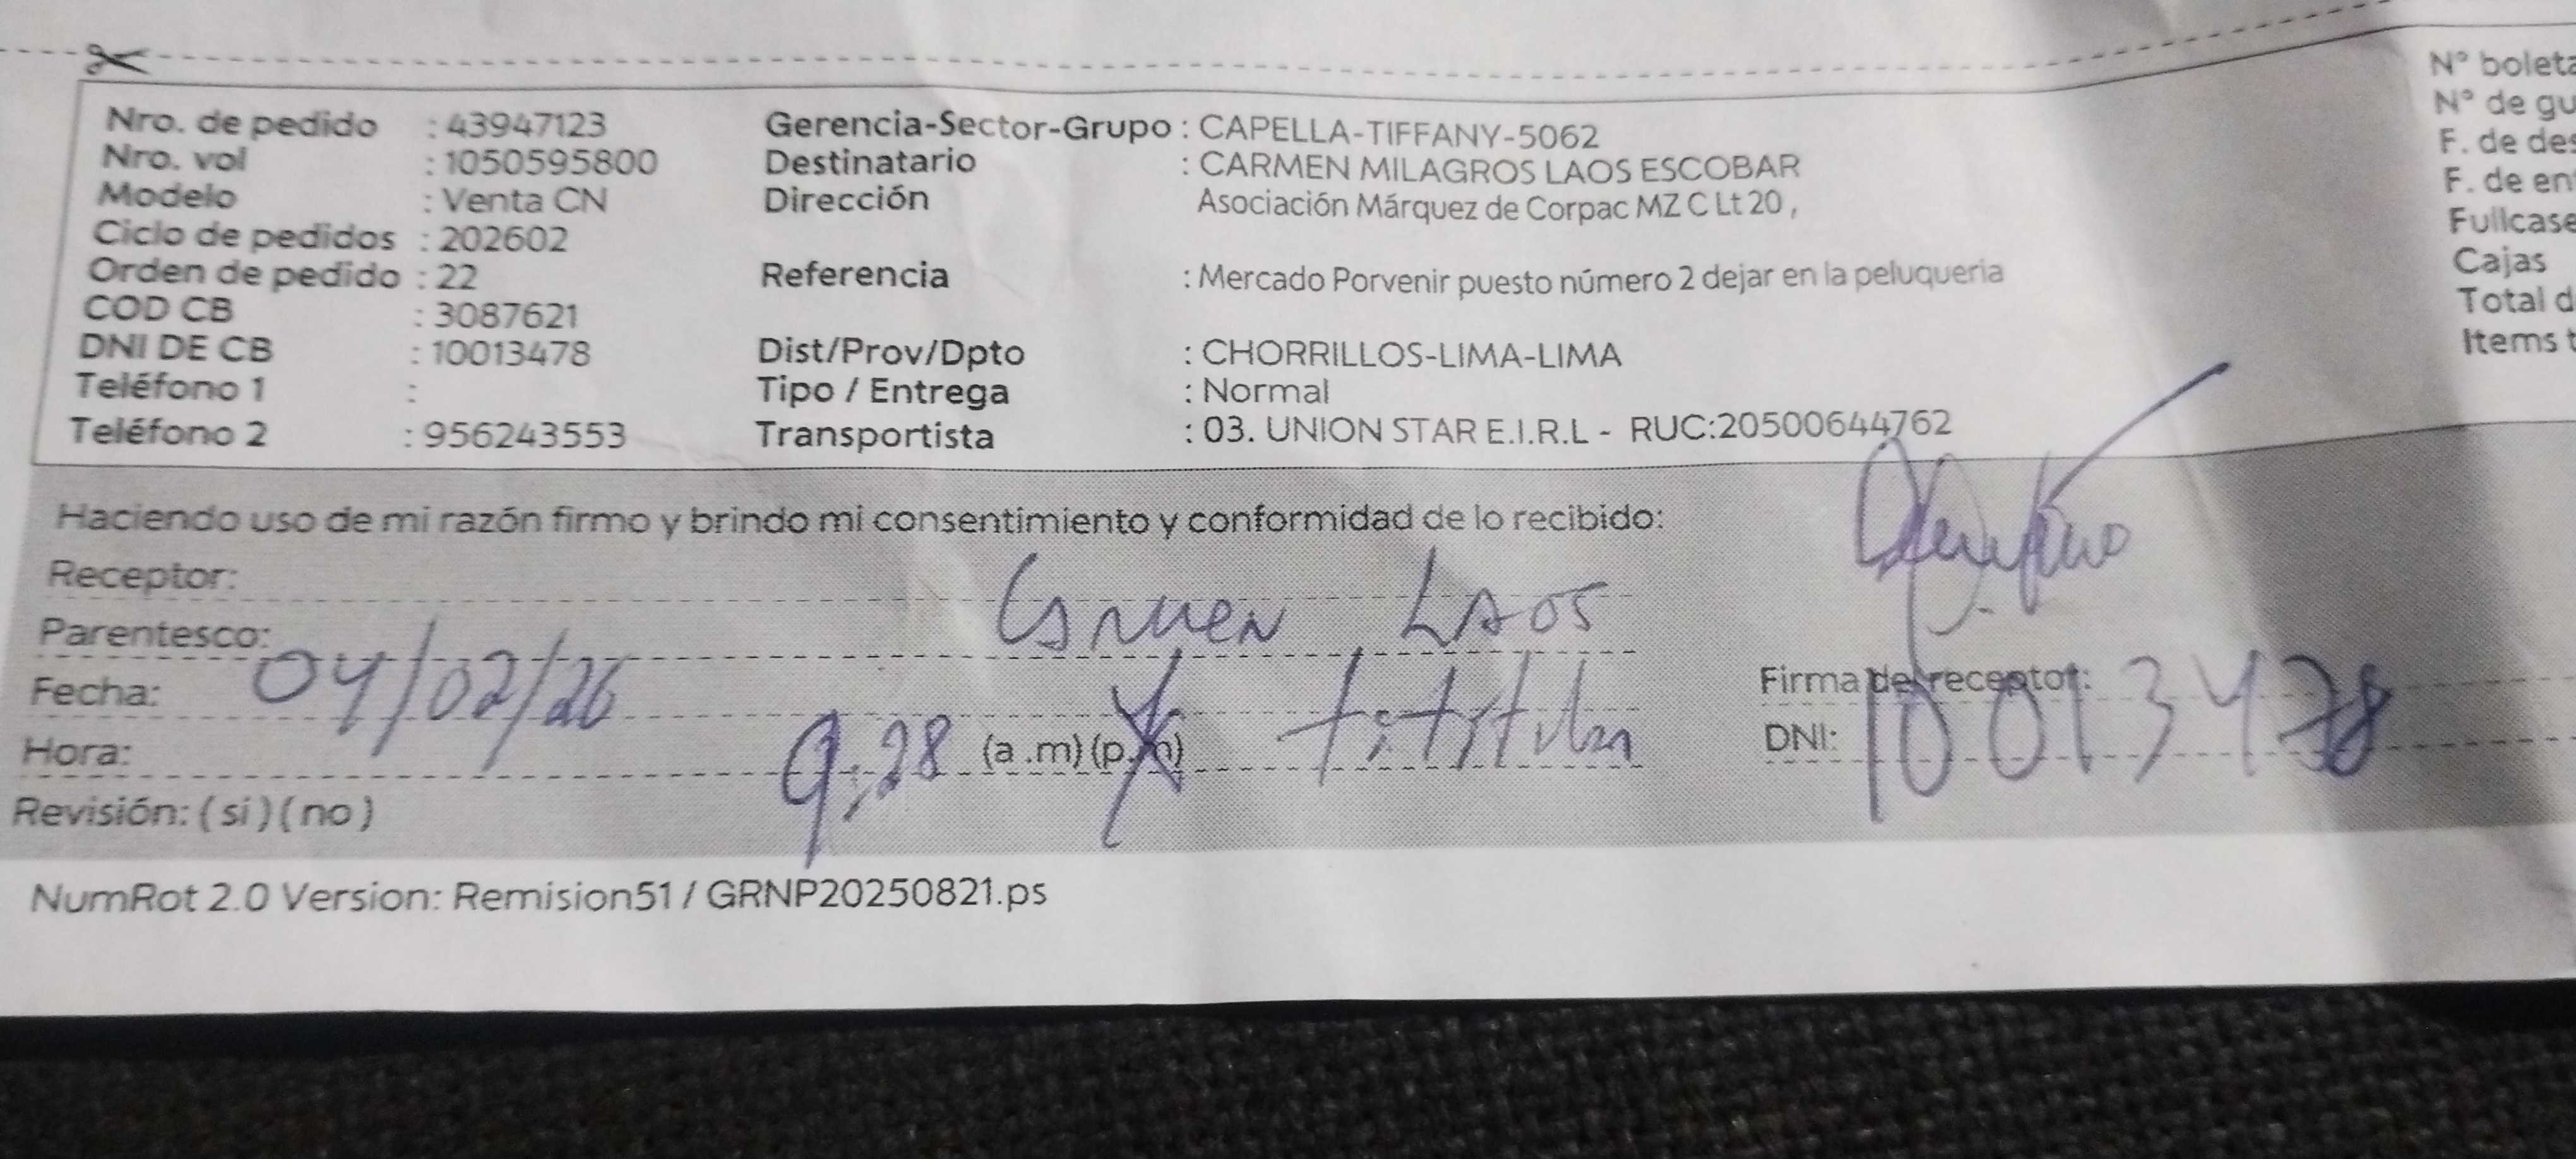 Nro. de pedido : 43947123
Nro. vol : 1050595800
Modelo : Venta CN
Ciclo de pedidos : 202602
Orden de pedido : 22
COD CB : 3087621
DNI DE CB : 10013478
Teléfono 1 :
Teléfono 2 : 956243553
Gerencia-Sector-Grupo : CAPELLA-TIFFANY-5062
Destinatario : CARMEN MILAGROS LAOS ESCOBAR
Dirección Asociación Márquez de Corpac MZ C Lt 20 ,
Referencia : Mercado Porvenir puesto número 2 dejar en la peluqueria
Dist/Prov/Dpto : CHORRILLOS-LIMA-LIMA
Tipo / Entrega : Normal
Transportista : 03. UNION STAR E.I.R.L - RUC:20500644762
N° boleta
N° de gu
F. de des
F. de en
Fullcase
Cajas
Total d
Items t
Haciendo uso de mi razón firmo y brindo mi consentimiento y conformidad de lo recibido:
Receptor: Carmen LAOS
Parentesco:
Fecha: 04/02/26
Hora: 9:28 (a .m) (p.m)
Revisión: ( si ) ( no )
Firma de receptor:
DNI: 10013478
NumRot 2.0 Version: Remision51 / GRNP20250821.ps